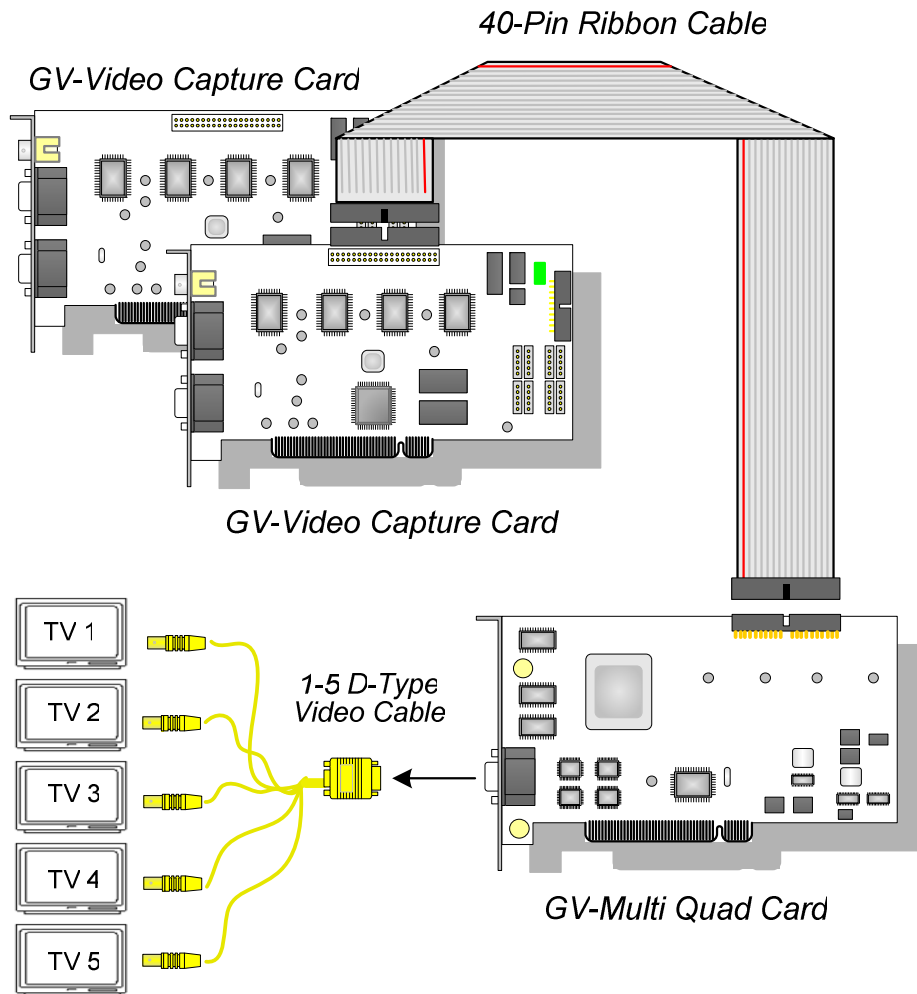 40-Pin Ribbon Cable
GV-Video Capture Card
GV-Video Capture Card
TV 1
TV 2
TV 3
TV 4
TV 5
1-5 D-Type
Video Cable
GV-Multi Quad Card